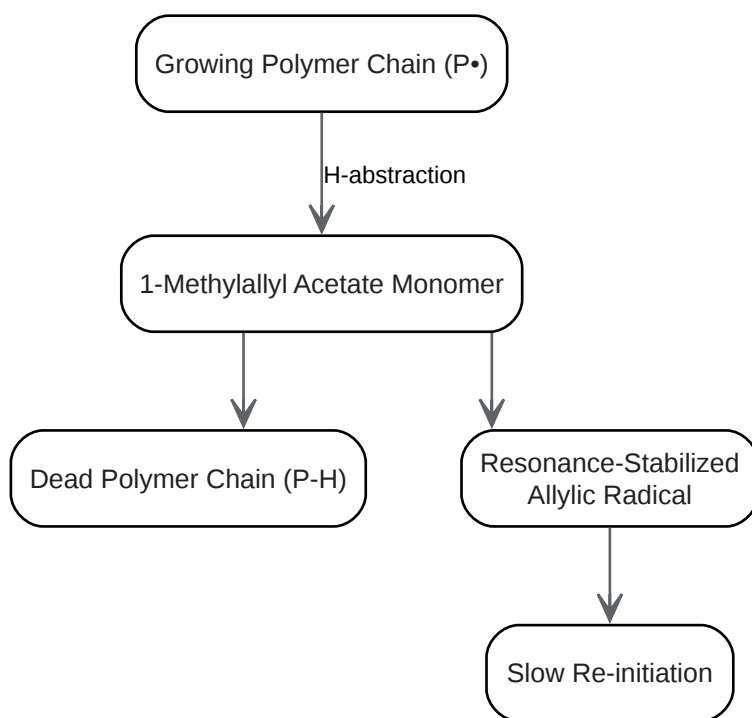 Growing Polymer Chain (P•)
H-abstraction
1-Methylallyl Acetate Monomer
Dead Polymer Chain (P-H)
Resonance-Stabilized
Allylic Radical
Slow Re-initiation